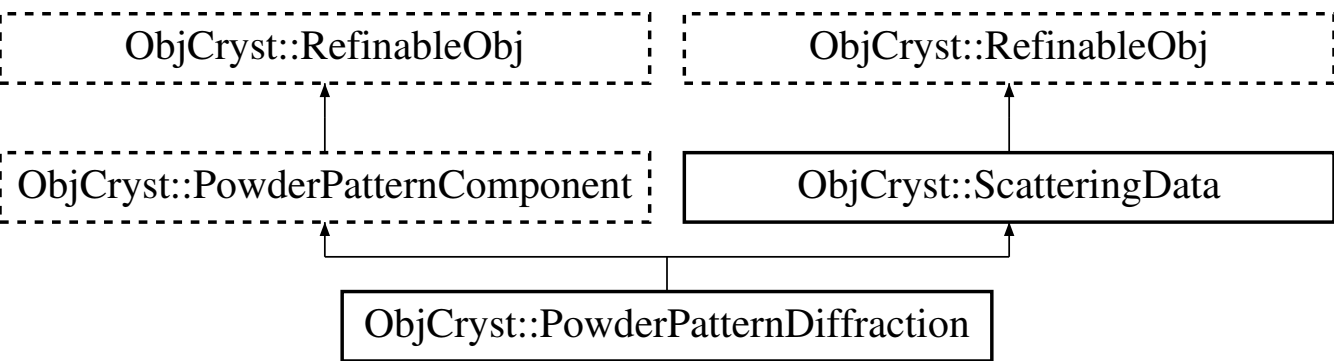 ObjCryst::RefinableObj
ObjCryst::RefinableObj
ObjCryst::PowderPatternComponent
ObjCryst::ScatteringData
ObjCryst::PowderPatternDiffraction